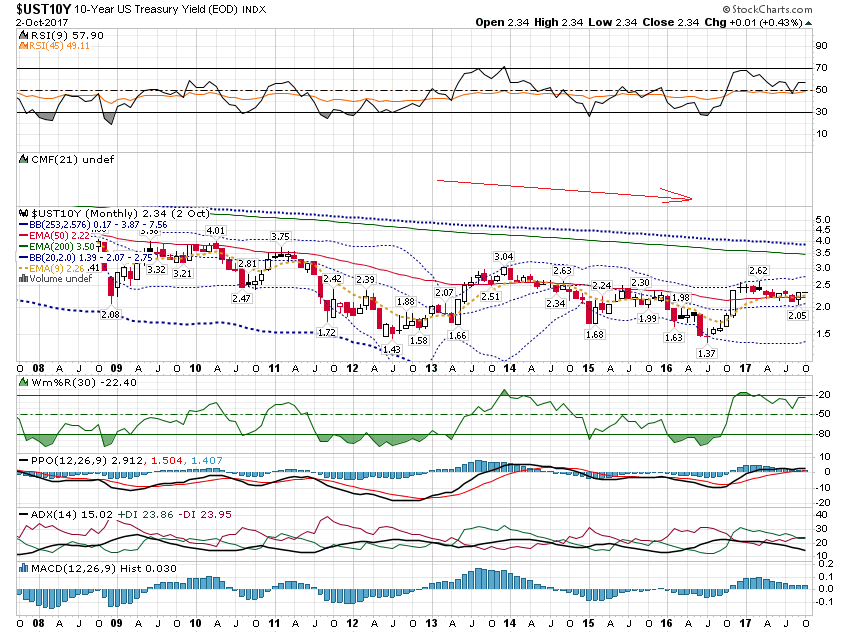 $UST10Y 10-Year US Treasury Yield (EOD) INDX
© StockCharts.com
2-Oct-2017
Open 2.34 High 2.34 Low 2.34 Close 2.34 Chg +0.01 (+0.43%)
RSI(9) 57.90
RSI(45) 49.11
90
70
50
30
10
CMF(21) undef
$UST10Y (Monthly) 2.34 (2 Oct)
BB(253,2.576) 0.17 - 3.87 - 7.56
EMA(50) 2.22
EMA(200) 3.50
BB(20,2.0) 1.39 - 2.07 - 2.75
EMA(9) 2.26
Volume undef
5.0
4.5
4.0
3.5
3.0
2.5
2.0
1.5
.41
2.08
3.32
3.21
4.01
2.81
2.47
3.75
1.72
2.42
2.39
1.43
1.88
1.58
2.07
1.66
2.51
3.04
2.34
2.63
1.68
2.24
1.99
2.30
1.63
1.98
1.37
2.62
2.05
O 08 A J O 09 A J O 10 A J O 11 A J O 12 A J O 13 A J O 14 A J O 15 A J O 16 A J O 17 A J O
Wm%R(30) -22.40
-20
-50
-80
PPO(12,26,9) 2.912, 1.504, 1.407
10
0
-10
-20
ADX(14) 15.02 +DI 23.86 -DI 23.95
40
30
20
10
MACD(12,26,9) Hist 0.030
0.2
0.1
0.0
-0.1
O 08 A J O 09 A J O 10 A J O 11 A J O 12 A J O 13 A J O 14 A J O 15 A J O 16 A J O 17 A J O